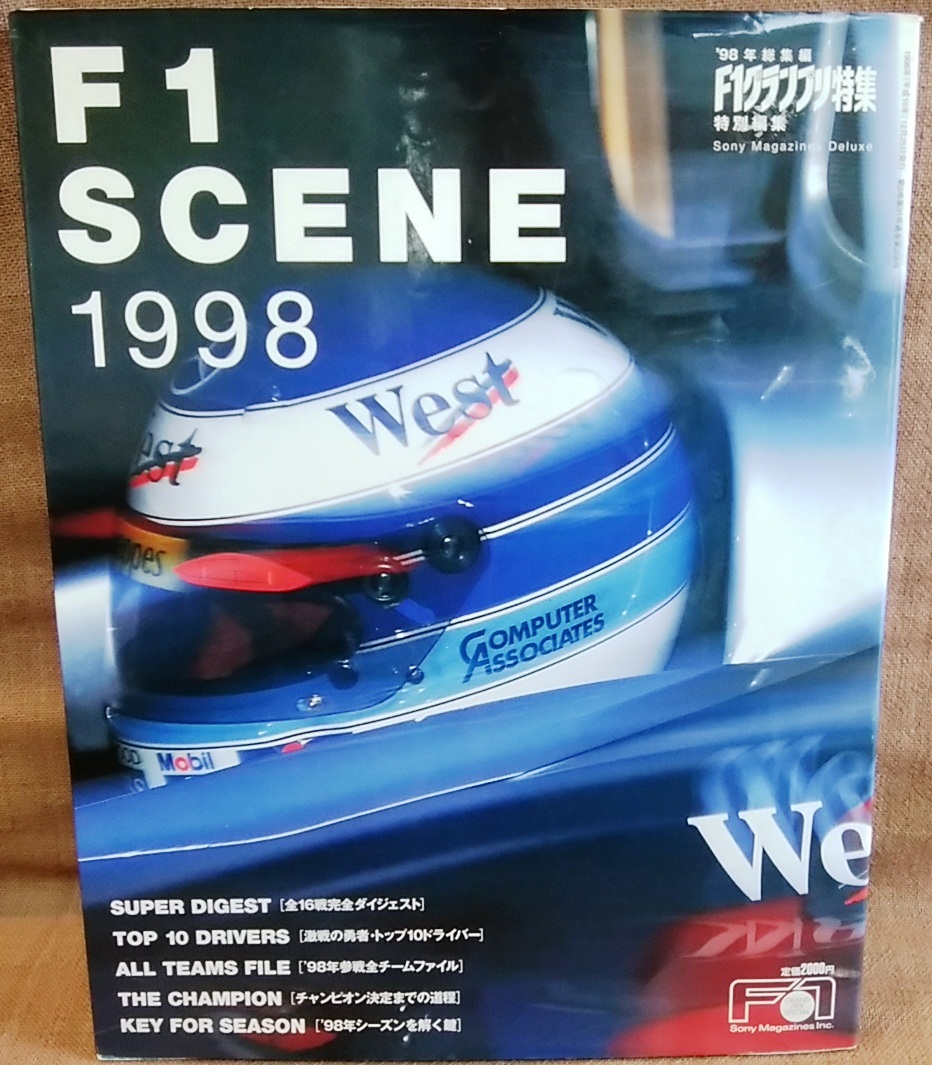 F1
SCENE
1998
'98年総集編
F1グランプリ特集
特別編集
Sony Magazines Deluxe
West
est
opes
COMPUTER
ASSOCIATES
Mobil
We
SUPER DIGEST [全16戦完全ダイジェスト]
TOP 10 DRIVERS [激戦の勇者・トップ10ドライバー]
ALL TEAMS FILE ['98年参戦全チームファイル]
THE CHAMPION [チャンピオン決定までの道程]
KEY FOR SEASON ['98年シーズンを解く鍵]
定価2000円
F1
GRAND PRIX SPECIAL
Sony Magazines Inc.